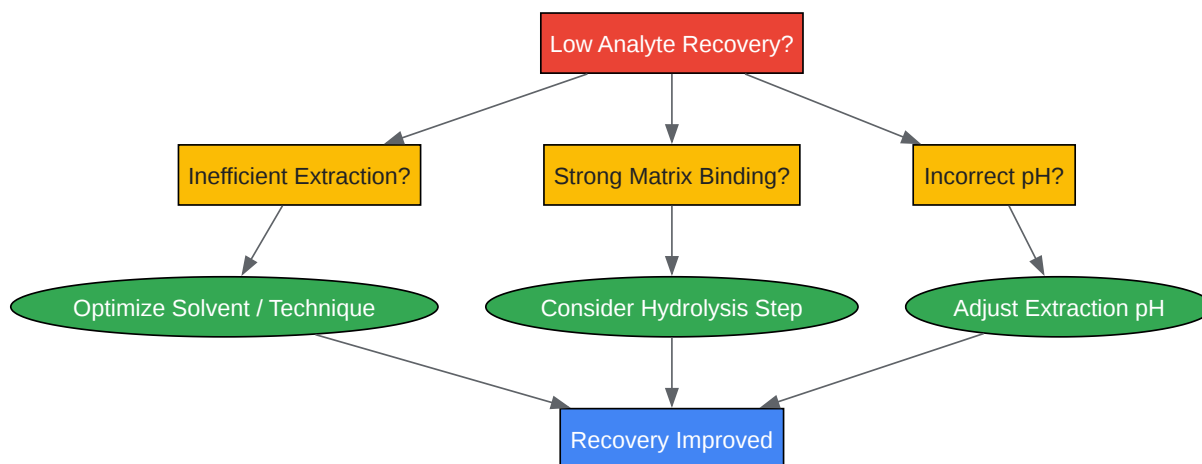 Low Analyte Recovery?
Inefficient Extraction?
Strong Matrix Binding?
Incorrect pH?
Optimize Solvent / Technique
Consider Hydrolysis Step
Adjust Extraction pH
Recovery Improved